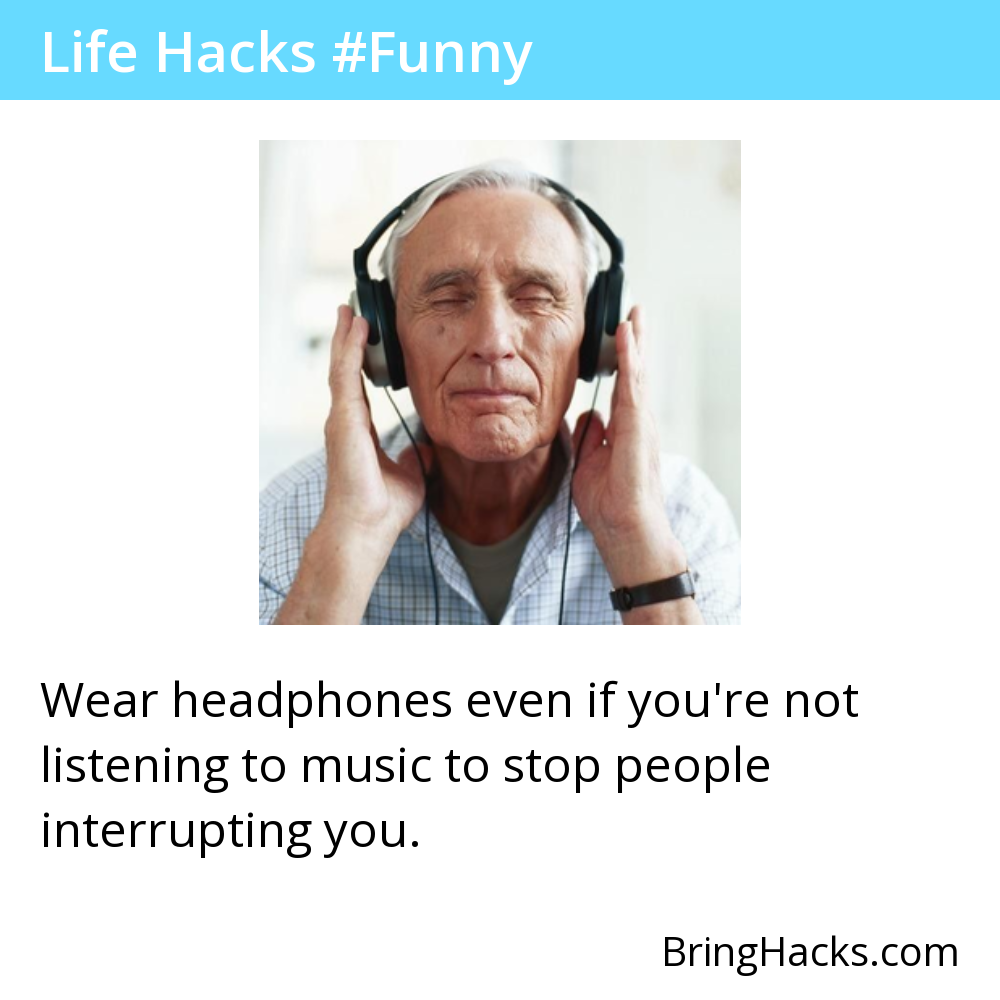 Life Hacks #Funny
Wear headphones even if you're not
listening to music to stop people
interrupting you.
BringHacks.com